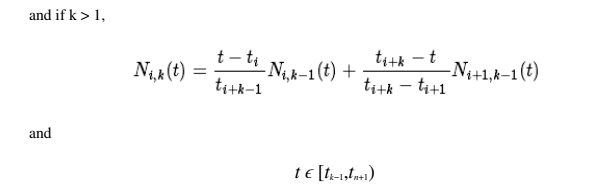 and if k > 1,
N_{i,k}(t) = \frac{t - t_i}{t_{i+k-1}} N_{i,k-1}(t) + \frac{t_{i+k} - t}{t_{i+k} - t_{i+1}} N_{i+1,k-1}(t)
and
t ϵ [t_{k-1},t_{n+1})